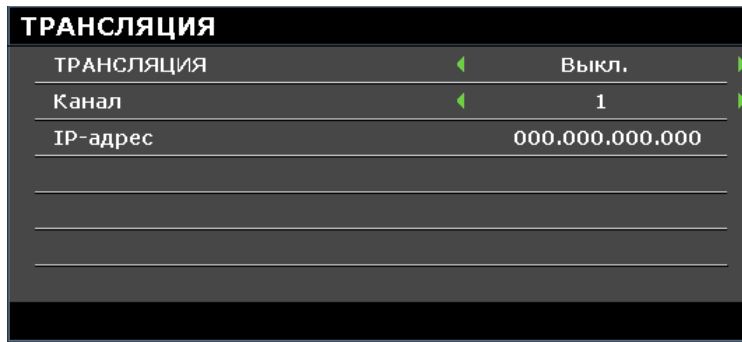 ТРАНСЛЯЦИЯ
ТРАНСЛЯЦИЯ Выкл.
Канал 1
IP-адрес 000.000.000.000